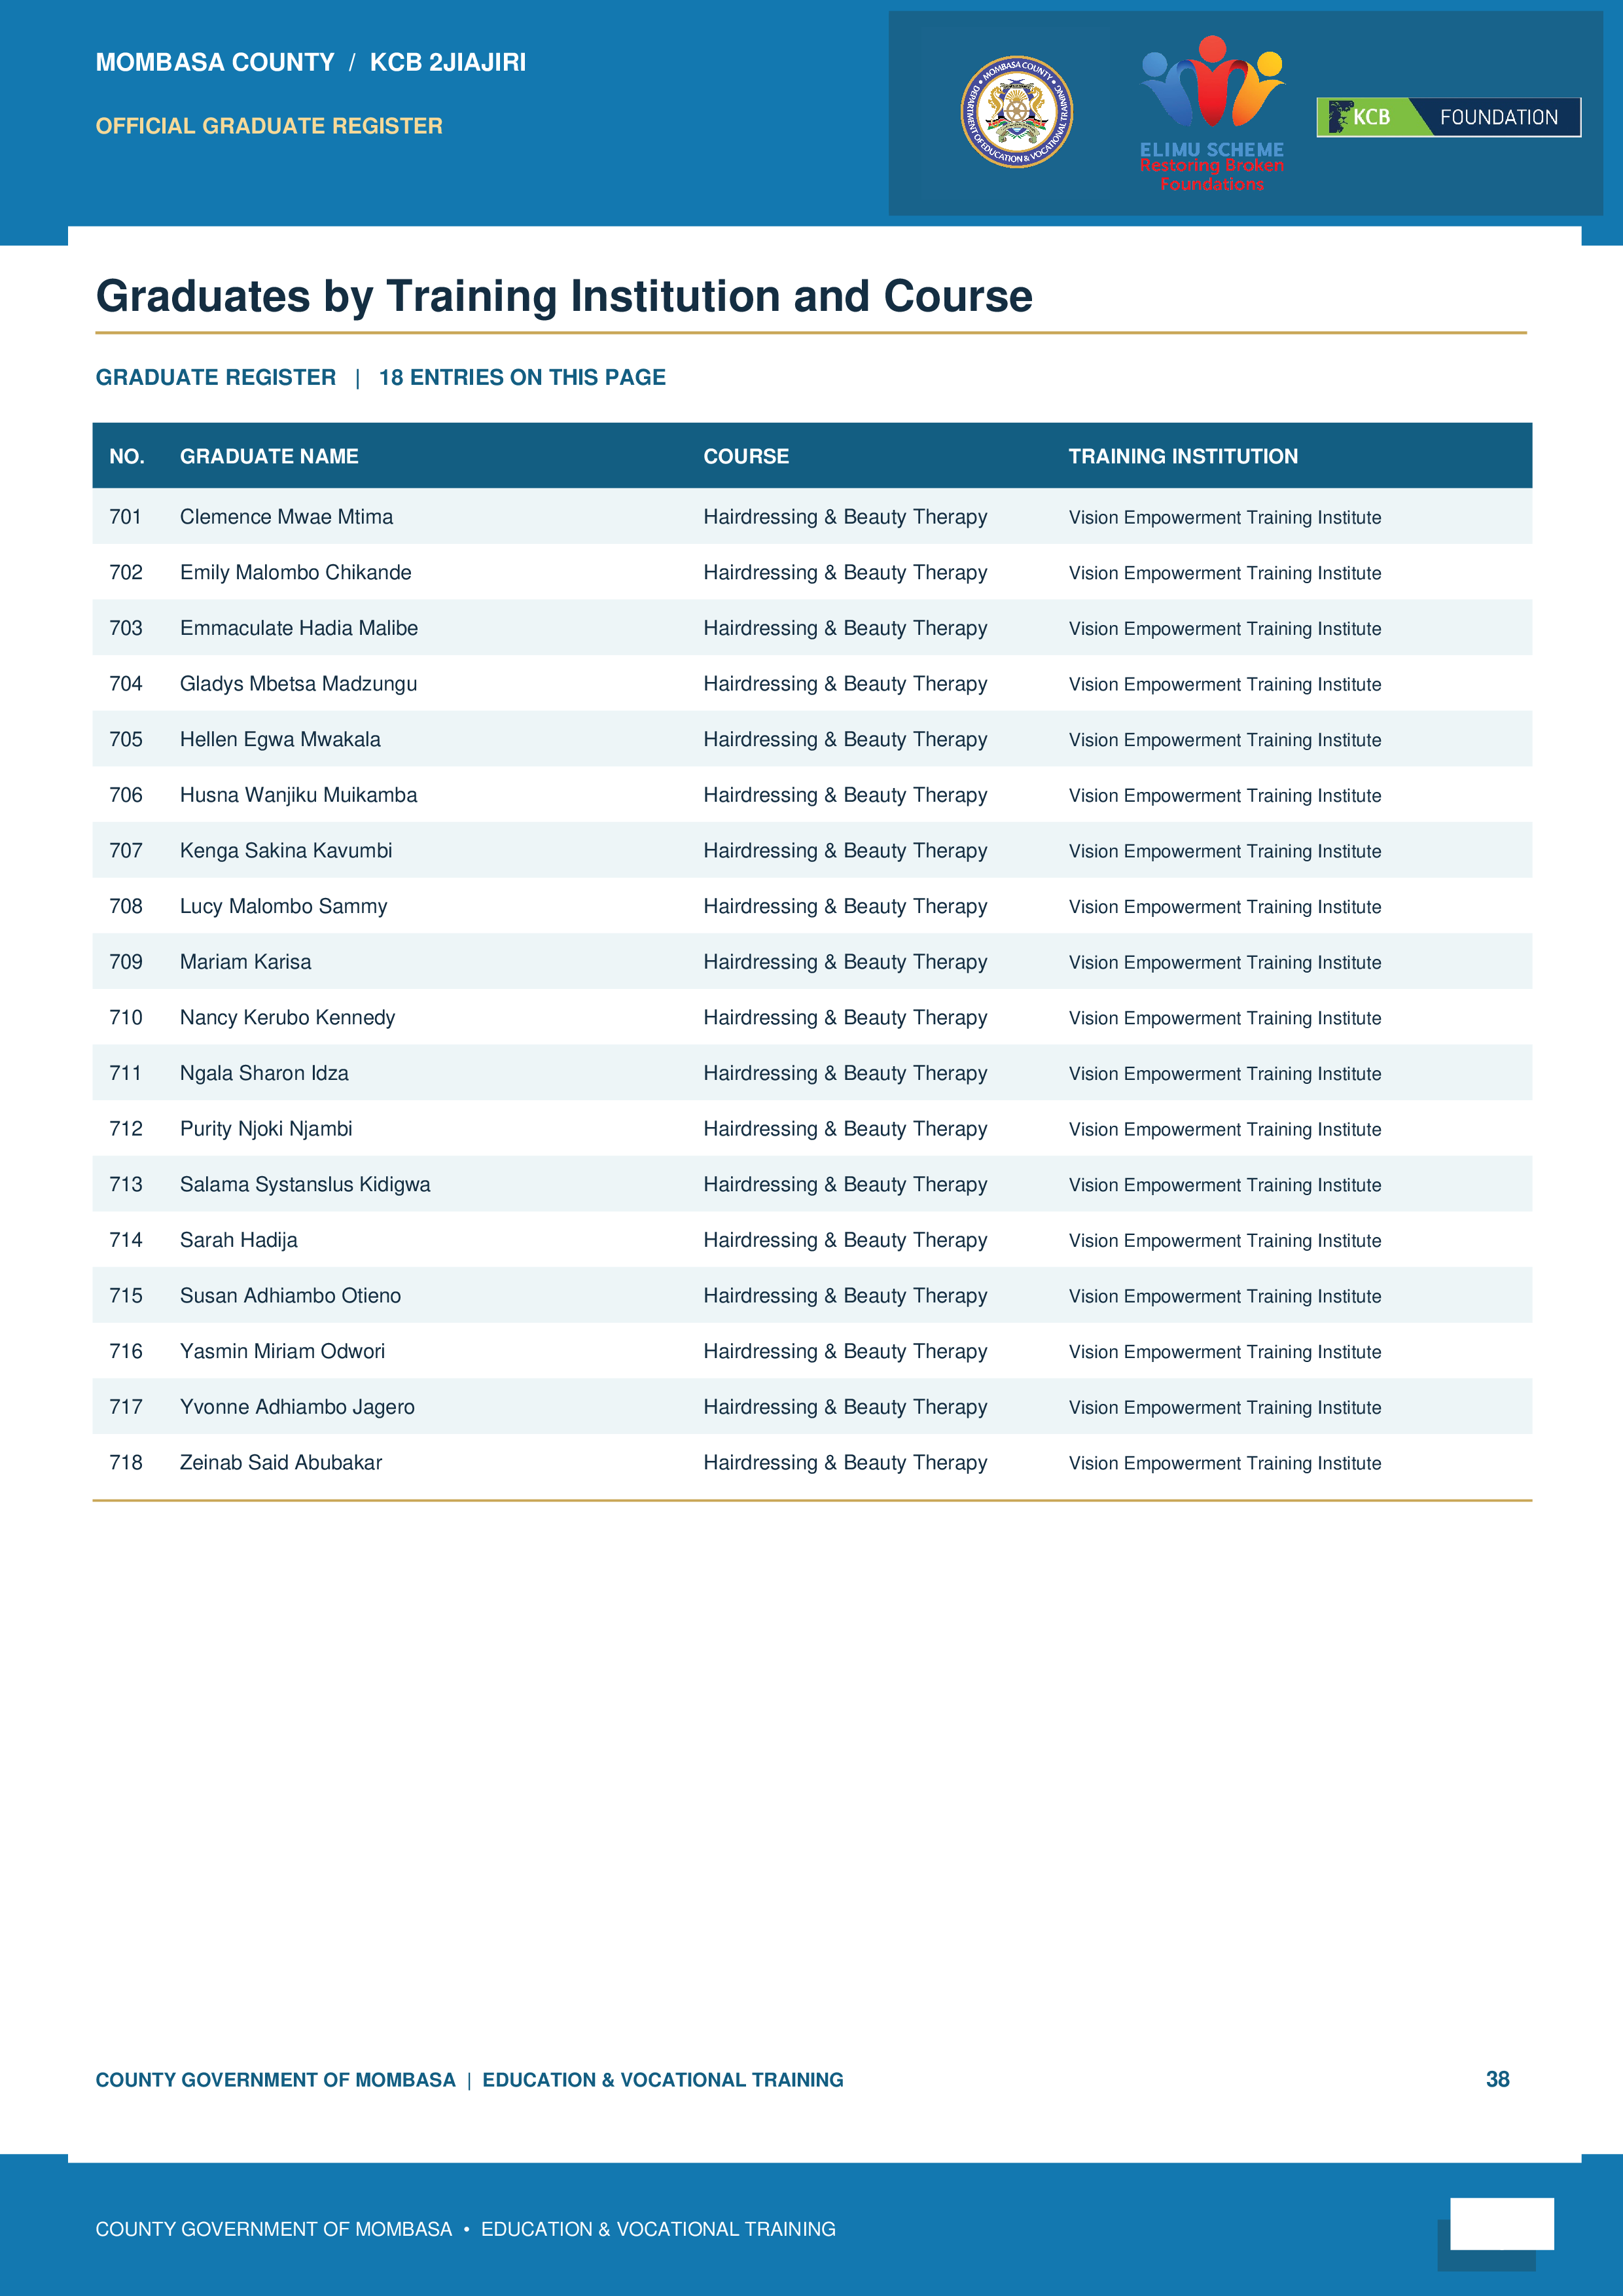 MOMBASA COUNTY / KCB 2JIAJIRI
OFFICIAL GRADUATE REGISTER
MOMBASA COUNTY
DEPARTMENT OF EDUCATION & VOCATIONAL TRAINING
ELIMU SCHEME
Restoring Broken
Foundations
KCB FOUNDATION
Graduates by Training Institution and Course
GRADUATE REGISTER | 18 ENTRIES ON THIS PAGE
NO. GRADUATE NAME COURSE TRAINING INSTITUTION
701 Clemence Mwae Mtima Hairdressing & Beauty Therapy Vision Empowerment Training Institute
702 Emily Malombo Chikande Hairdressing & Beauty Therapy Vision Empowerment Training Institute
703 Emmaculate Hadia Malibe Hairdressing & Beauty Therapy Vision Empowerment Training Institute
704 Gladys Mbetsa Madzungu Hairdressing & Beauty Therapy Vision Empowerment Training Institute
705 Hellen Egwa Mwakala Hairdressing & Beauty Therapy Vision Empowerment Training Institute
706 Husna Wanjiku Muikamba Hairdressing & Beauty Therapy Vision Empowerment Training Institute
707 Kenga Sakina Kavumbi Hairdressing & Beauty Therapy Vision Empowerment Training Institute
708 Lucy Malombo Sammy Hairdressing & Beauty Therapy Vision Empowerment Training Institute
709 Mariam Karisa Hairdressing & Beauty Therapy Vision Empowerment Training Institute
710 Nancy Kerubo Kennedy Hairdressing & Beauty Therapy Vision Empowerment Training Institute
711 Ngala Sharon Idza Hairdressing & Beauty Therapy Vision Empowerment Training Institute
712 Purity Njoki Njambi Hairdressing & Beauty Therapy Vision Empowerment Training Institute
713 Salama Systanslus Kidigwa Hairdressing & Beauty Therapy Vision Empowerment Training Institute
714 Sarah Hadija Hairdressing & Beauty Therapy Vision Empowerment Training Institute
715 Susan Adhiambo Otieno Hairdressing & Beauty Therapy Vision Empowerment Training Institute
716 Yasmin Miriam Odwori Hairdressing & Beauty Therapy Vision Empowerment Training Institute
717 Yvonne Adhiambo Jagero Hairdressing & Beauty Therapy Vision Empowerment Training Institute
718 Zeinab Said Abubakar Hairdressing & Beauty Therapy Vision Empowerment Training Institute
COUNTY GOVERNMENT OF MOMBASA | EDUCATION & VOCATIONAL TRAINING 38
COUNTY GOVERNMENT OF MOMBASA • EDUCATION & VOCATIONAL TRAINING